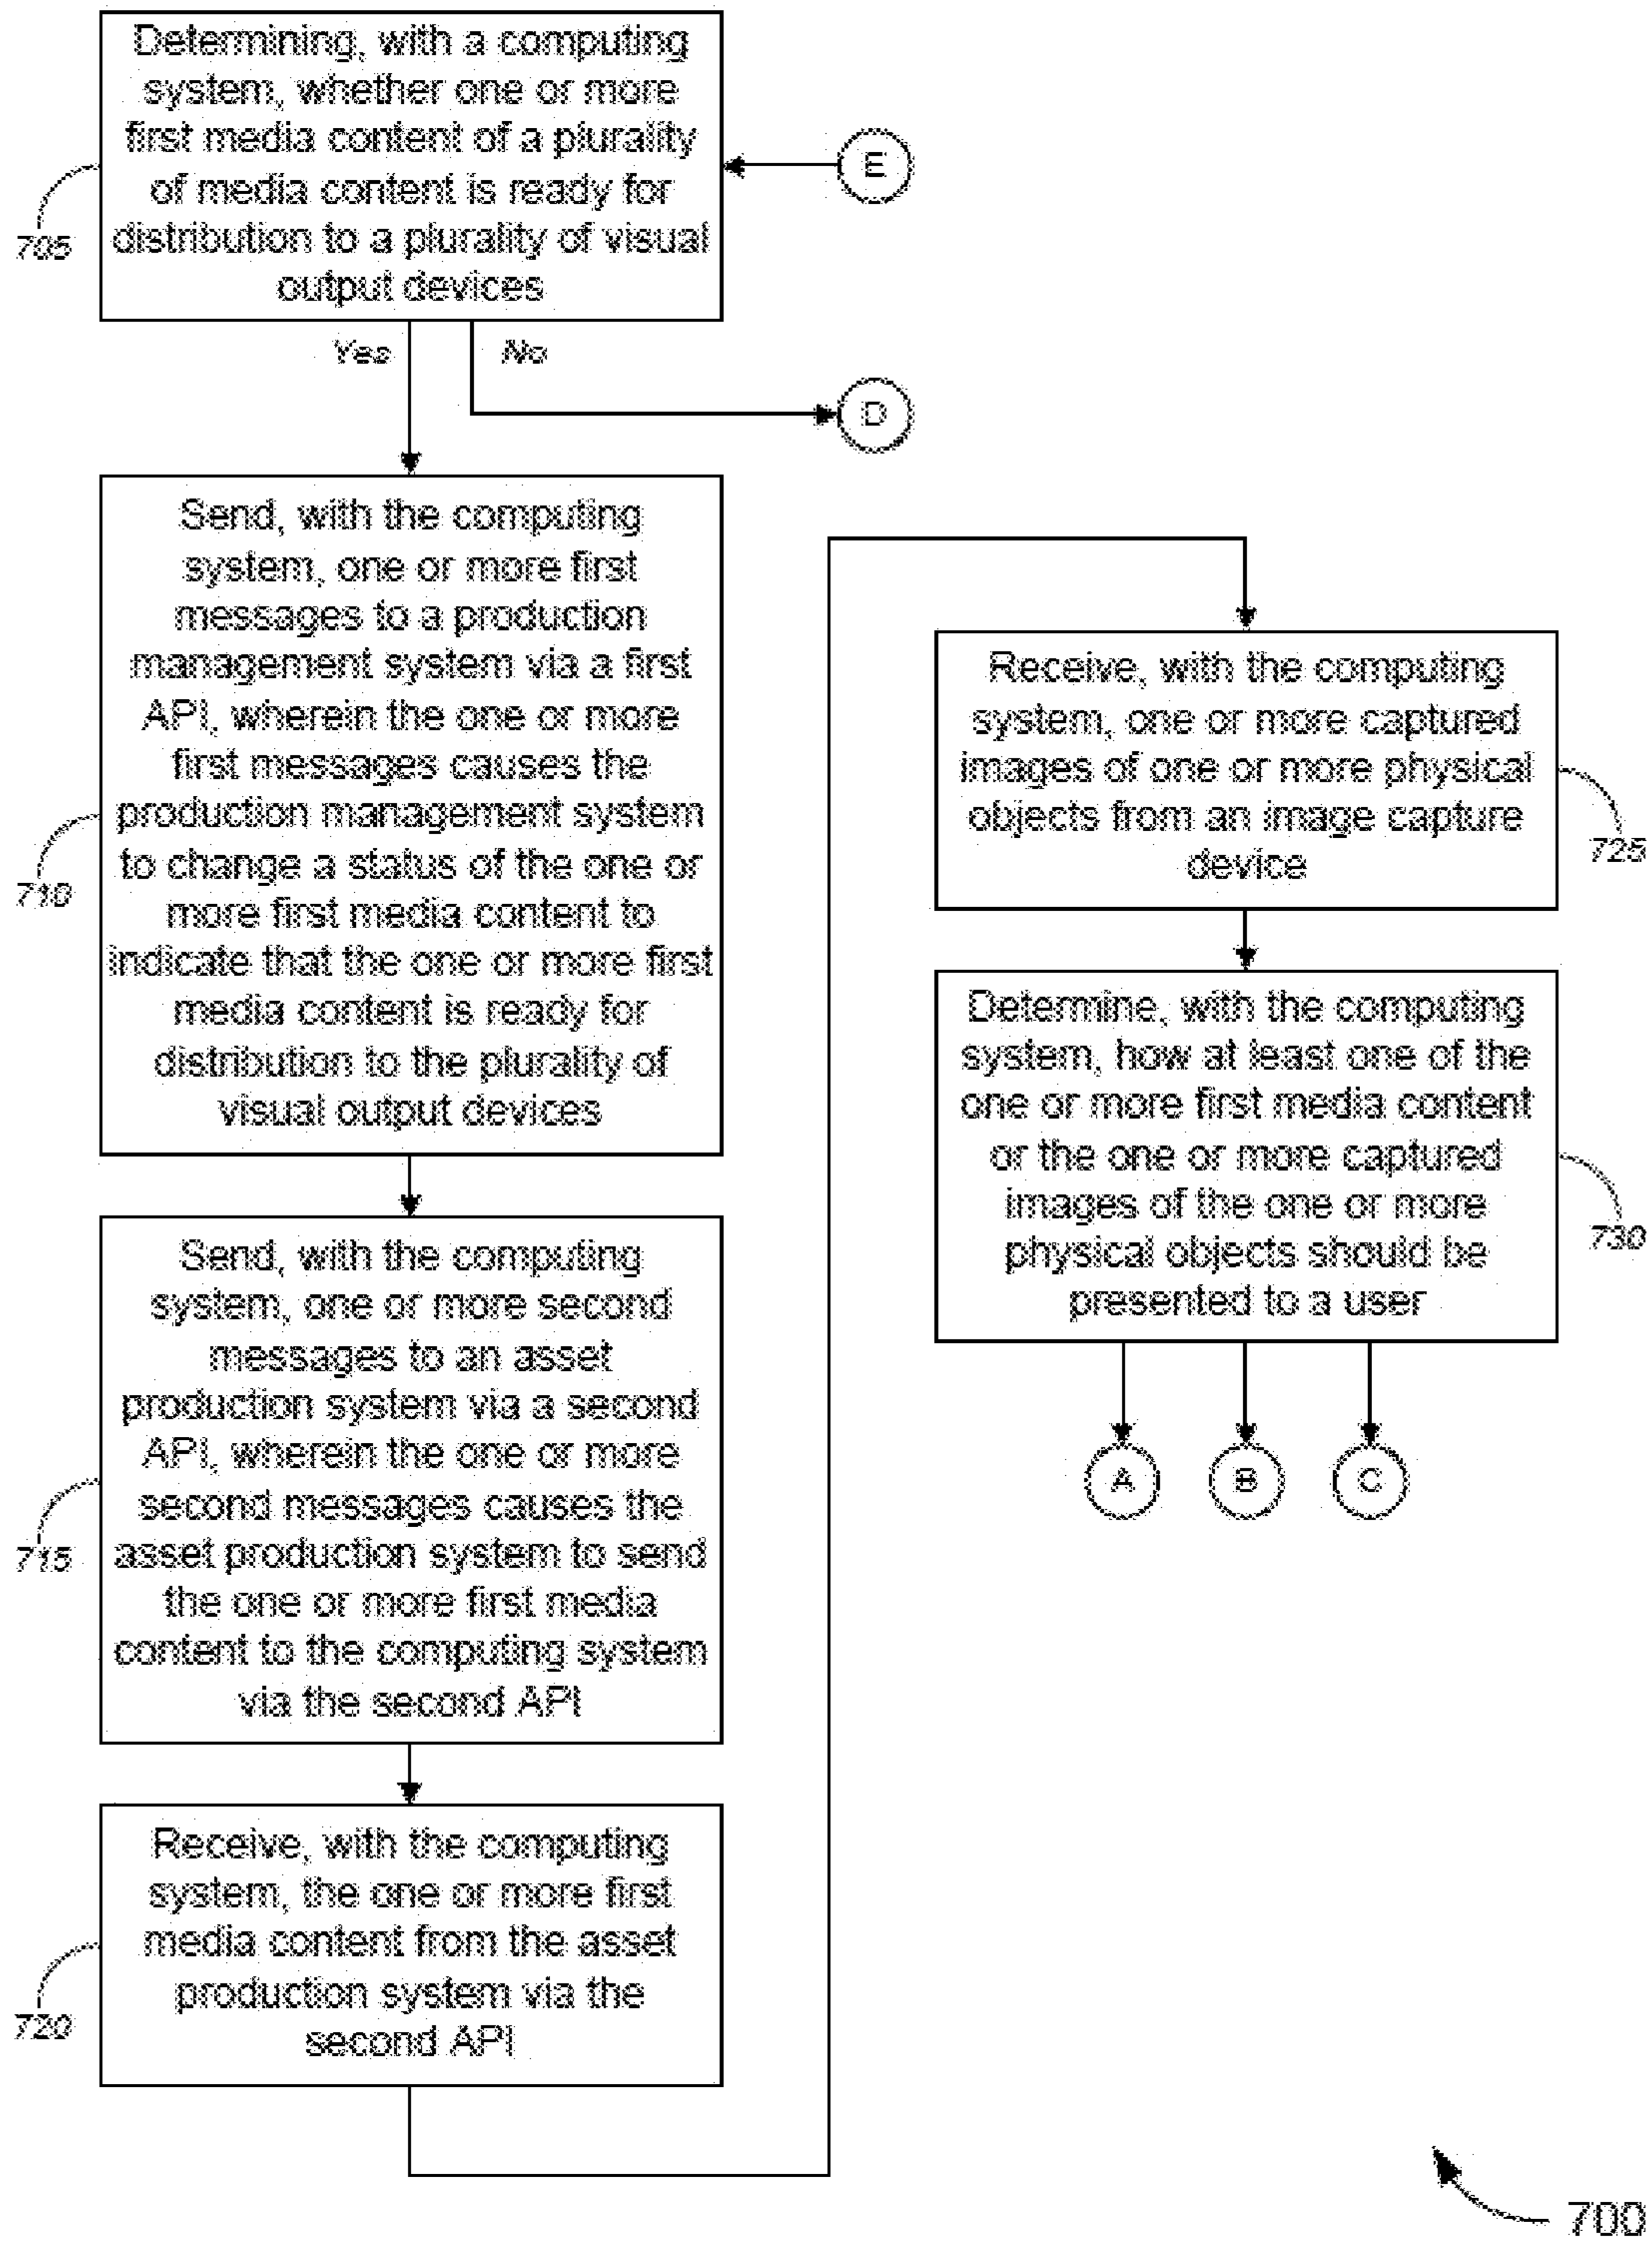 Determining, with a computing
system, whether one or more
first media content of a plurality
of media content is ready for
distribution to a plurality of visual
output devices
705
E
Yes
No
D
Send, with the computing
system, one or more first
messages to a production
management system via a first
API, wherein the one or more
first messages causes the
production management system
to change a status of the one or
more first media content to
indicate that the one or more first
media content is ready for
distribution to the plurality of
visual output devices
710
Send, with the computing
system, one or more second
messages to an asset
production system via a second
API, wherein the one or more
second messages causes the
asset production system to send
the one or more first media
content to the computing system
via the second API
715
Receive, with the computing
system, the one or more first
media content from the asset
production system via the
second API
720
Receive, with the computing
system, one or more captured
images of one or more physical
objects from an image capture
device
725
Determine, with the computing
system, how at least one of the
one or more first media content
or the one or more captured
images of the one or more
physical objects should be
presented to a user
730
A
B
C
700